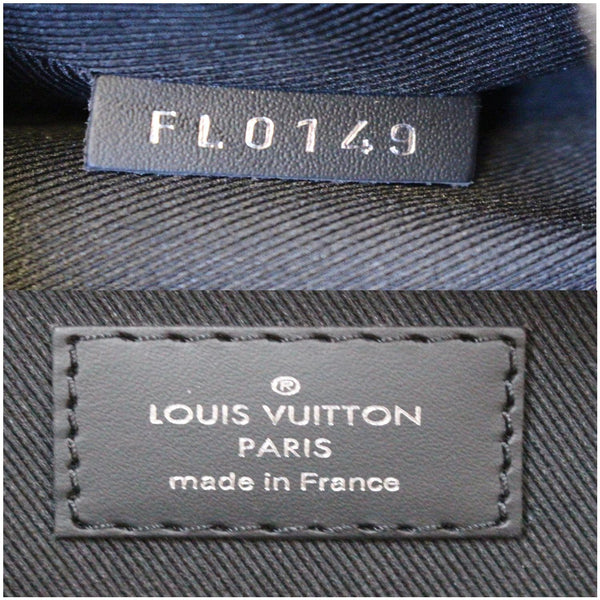 FL0149
®
LOUIS VUITTON
PARIS
made in France